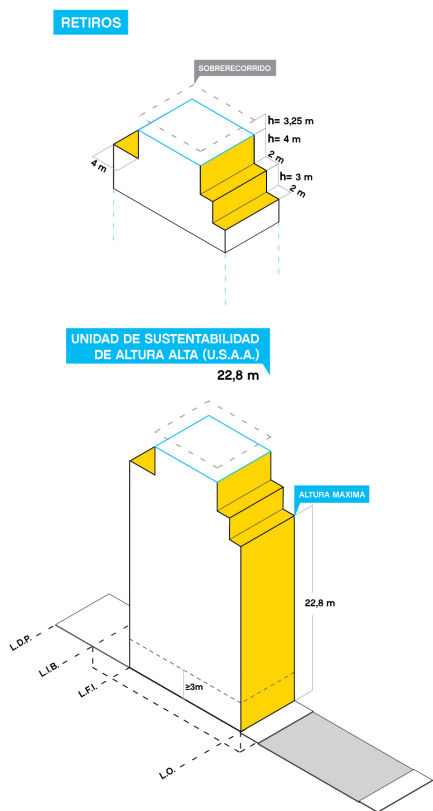 RETIROS
SOBRERECORRIDO
h= 3,25 m
h= 4 m
2 m
h= 3 m
2 m
4 m
UNIDAD DE SUSTENTABILIDAD
DE ALTURA ALTA (U.S.A.A.)
22,8 m
ALTURA MAXIMA
22,8 m
L.D.P.
L.I.B.
L.F.I.
≥3m
L.O.